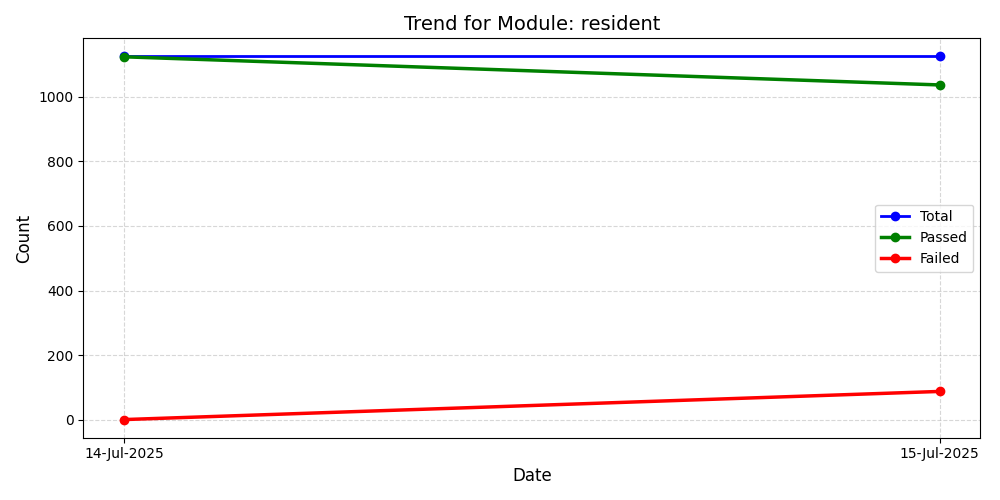 Trend for Module: resident
Count
1000
800
600
400
200
0
Total
Passed
Failed
14-Jul-2025
15-Jul-2025
Date